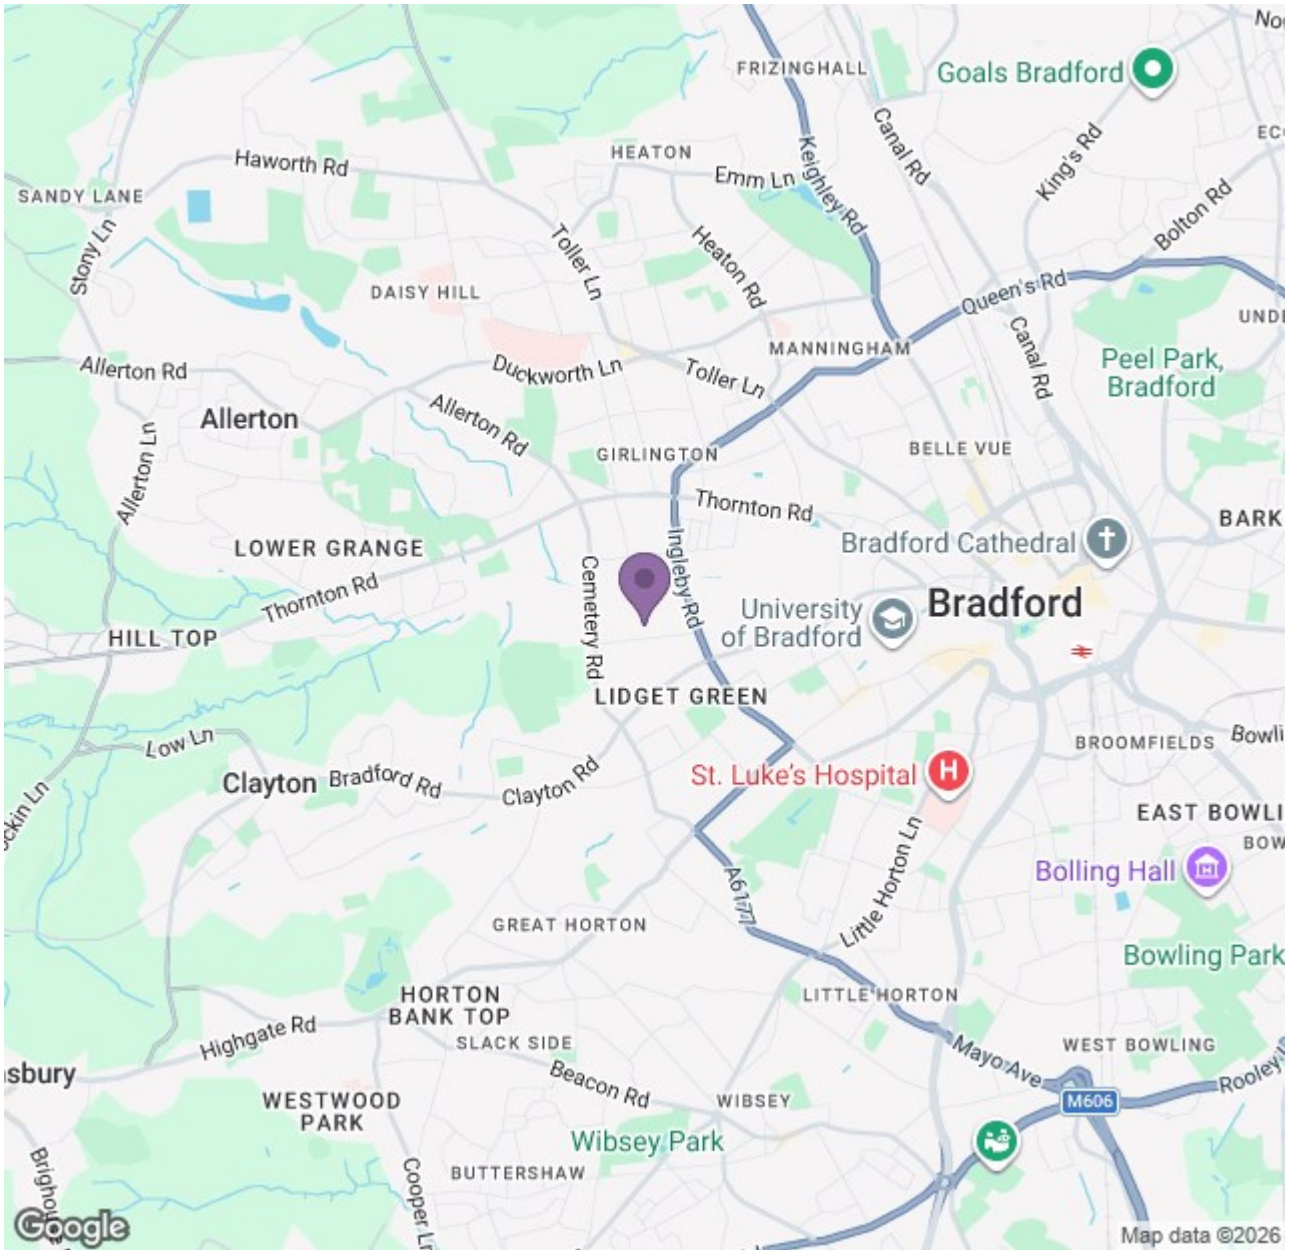 FRIZINGHALL
Goals Bradford
Canal Rd
Keighley Rd
King's Rd
Haworth Rd
HEATON
Emm Ln
SANDY LANE
Stony Ln
Toller Ln
Heaton Rd
Bolton Rd
DAISY HILL
Queen's Rd
MANNINGHAM
Canal Rd
Allerton Rd
Duckworth Ln
Toller Ln
Peel Park,
Bradford
Allerton
Allerton Rd
Allerton Ln
GIRLINGTON
BELLE VUE
Thornton Rd
BARK
LOWER GRANGE
Bradford Cathedral
Ingleby Rd
Cemetery Rd
Thornton Rd
University
of Bradford
Bradford
HILL TOP
LIDGET GREEN
Low Ln
BROOMFIELDS
Bowli
Clayton
Bradford Rd
Clayton Rd
St. Luke's Hospital
H
ockin Ln
EAST BOWLI
BOW
Little Horton Ln
Bolling Hall
A6177
GREAT HORTON
Bowling Park
HORTON
BANK TOP
LITTLE HORTON
Highgate Rd
SLACK SIDE
Mayo Ave
WEST BOWLING
sbury
Beacon Rd
Rooley
WESTWOOD
PARK
WIBSEY
M606
Wibsey Park
BUTTERSHAW
Cooper Ln
Google
Map data ©2026